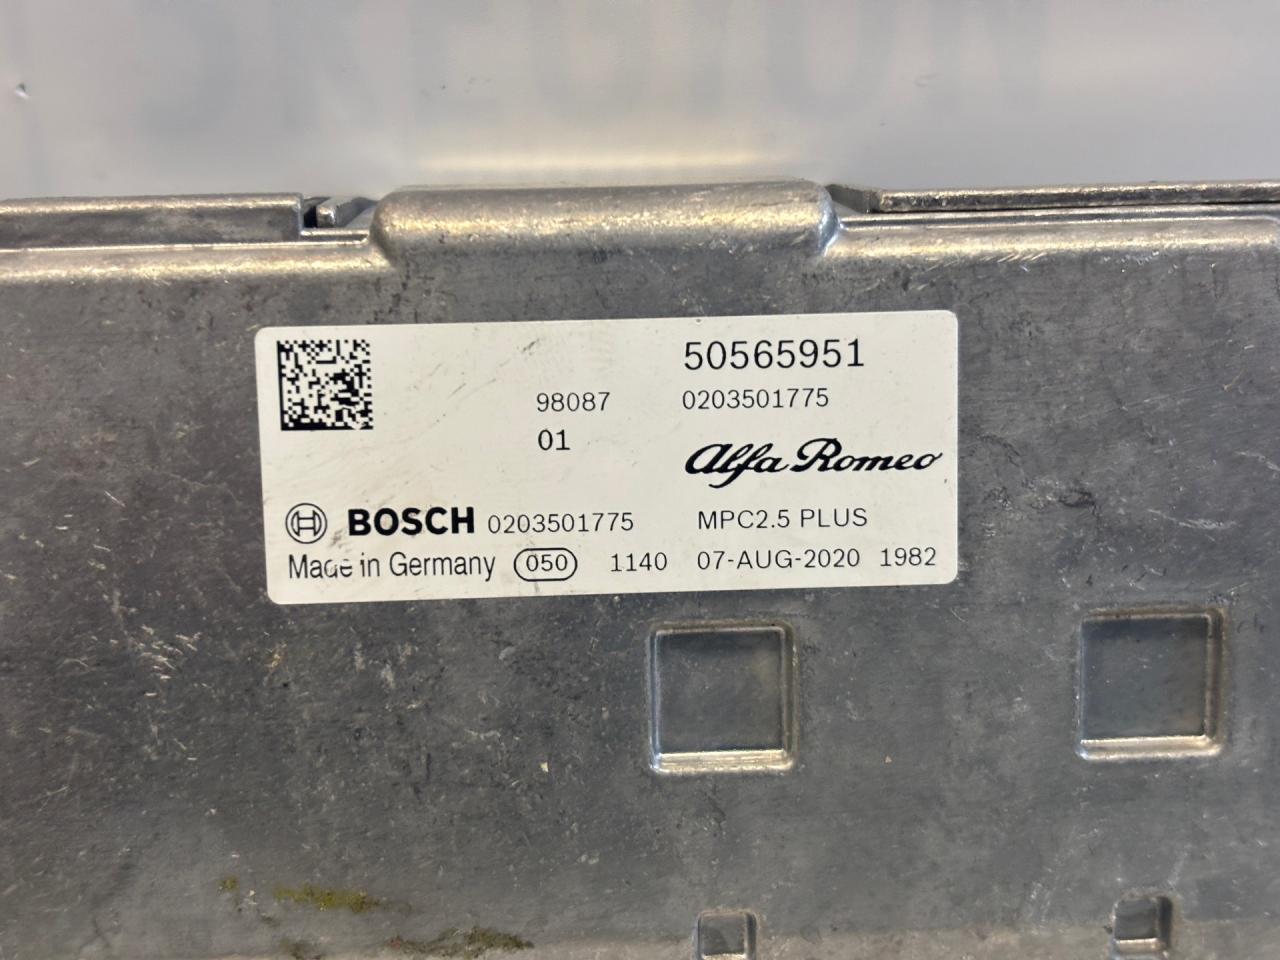 50565951
98087 0203501775
01
Alfa Romeo
BOSCH 0203501775 MPC2.5 PLUS
Made in Germany 050 1140 07-AUG-2020 1982